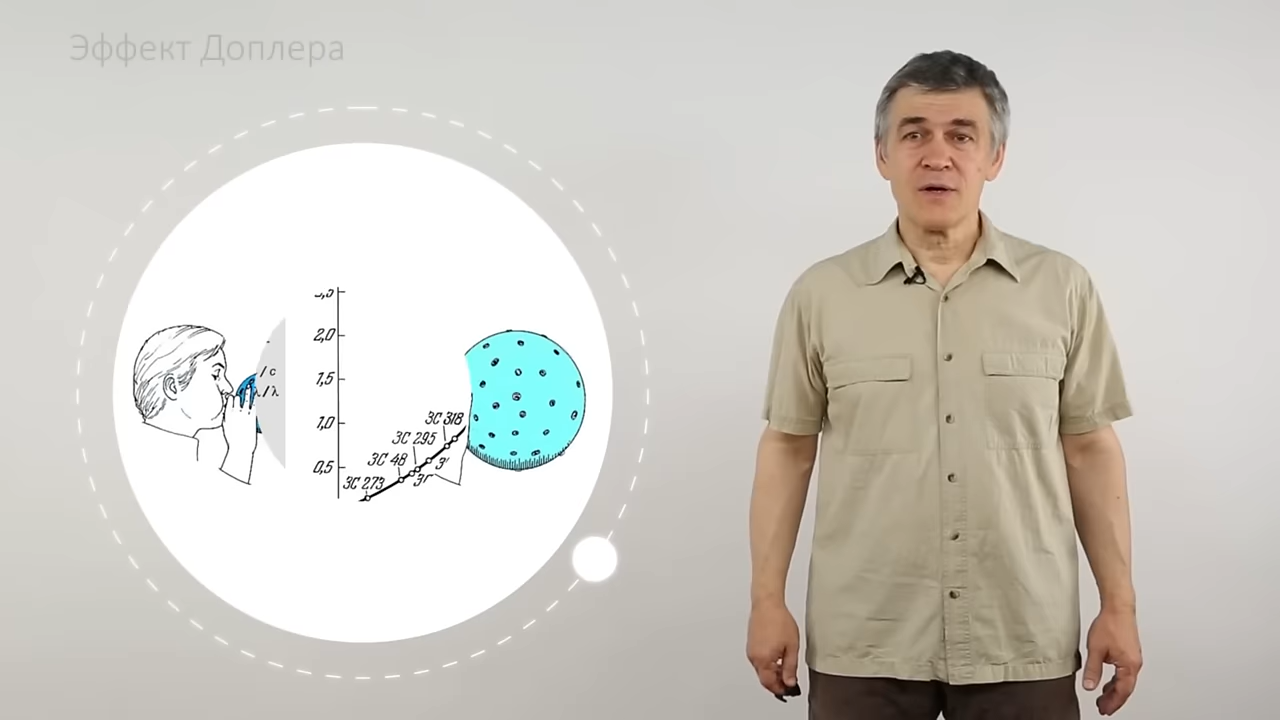 Эффект Доплера
2,0
1,5
1,0
0,5
3C 318
3C 295
3C 48
3C 273
/c